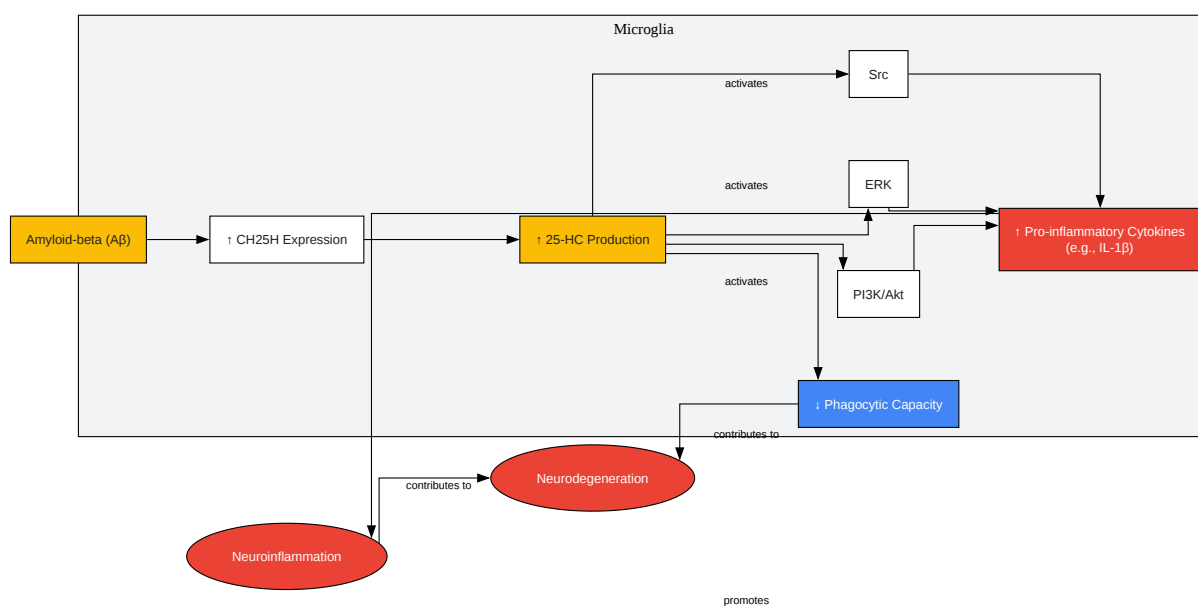 Microglia
Src
activates
ERK
activates
Amyloid-beta (Aβ)
↑ CH25H Expression
↑ 25-HC Production
↑ Pro-inflammatory Cytokines
(e.g., IL-1β)
activates
PI3K/Akt
↓ Phagocytic Capacity
contributes to
Neurodegeneration
contributes to
Neuroinflammation
promotes